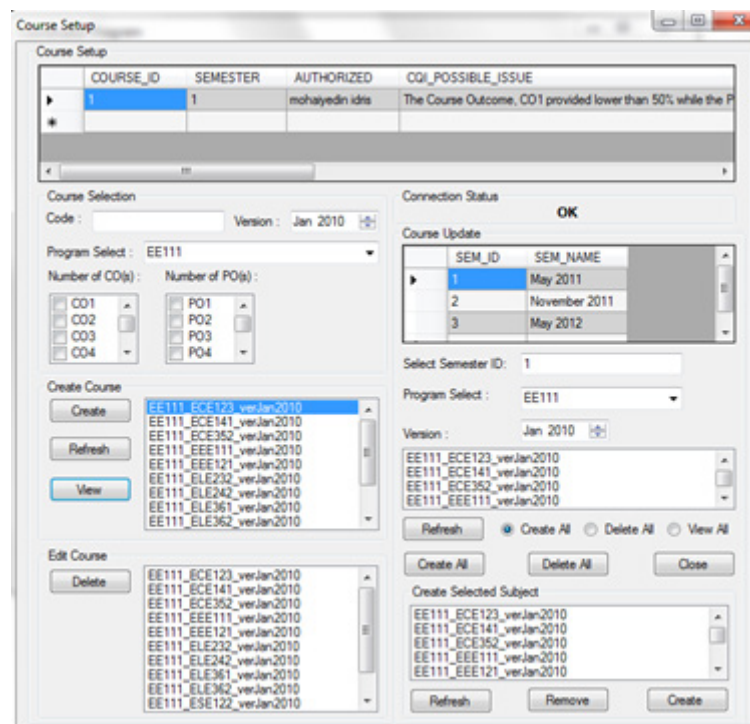 Course Setup
Course Setup
COURSE_ID SEMESTER AUTHORIZED CQI_POSSIBLE_ISSUE
1 1 mohaiyedin idris The Course Outcome, CO1 provided lower than 50% while the P
Course Selection
Code :
Version : Jan 2010
Program Select : EE111
Number of CO(s) : Number of PO(s) :
CO1 PO1
CO2 PO2
CO3 PO3
CO4 PO4
Create Course
Create
Refresh
View
EE111_ECE123_verJan2010
EE111_ECE141_verJan2010
EE111_ECE352_verJan2010
EE111_EEE111_verJan2010
EE111_EEE121_verJan2010
EE111_ELE232_verJan2010
EE111_ELE242_verJan2010
EE111_ELE361_verJan2010
EE111_ELE362_verJan2010
Edit Course
Delete
EE111_ECE123_verJan2010
EE111_ECE141_verJan2010
EE111_ECE352_verJan2010
EE111_EEE111_verJan2010
EE111_EEE121_verJan2010
EE111_ELE232_verJan2010
EE111_ELE242_verJan2010
EE111_ELE361_verJan2010
EE111_ELE362_verJan2010
EE111_ESE122_verJan2010
Connection Status
OK
Course Update
SEM_ID SEM_NAME
1 May 2011
2 November 2011
3 May 2012
Select Semester ID: 1
Program Select : EE111
Version : Jan 2010
EE111_ECE123_verJan2010
EE111_ECE141_verJan2010
EE111_ECE352_verJan2010
EE111_EEE111_verJan2010
Refresh Create All Delete All View All
Create All Delete All Close
Create Selected Subject
EE111_ECE123_verJan2010
EE111_ECE141_verJan2010
EE111_ECE352_verJan2010
EE111_EEE111_verJan2010
EE111_EEE121_verJan2010
Refresh Remove Create